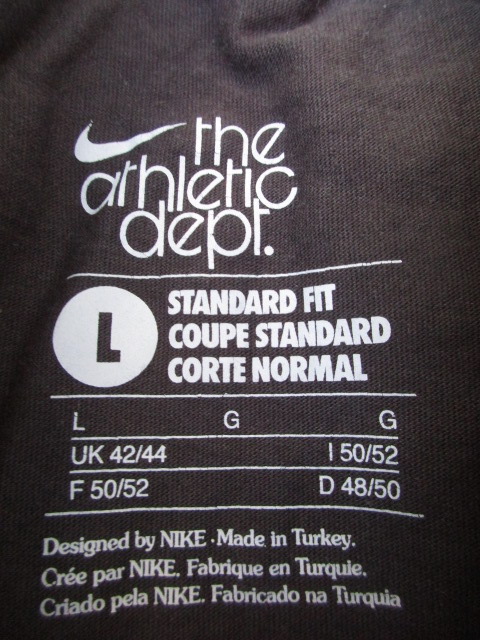 the
athletic
dept.
L
STANDARD FIT
COUPE STANDARD
CORTE NORMAL
L G G
UK 42/44 I 50/52
F 50/52 D 48/50
Designed by NIKE · Made in Turkey.
Crée par NIKE. Fabrique en Turquie.
Criado pela NIKE. Fabricado na Turquia